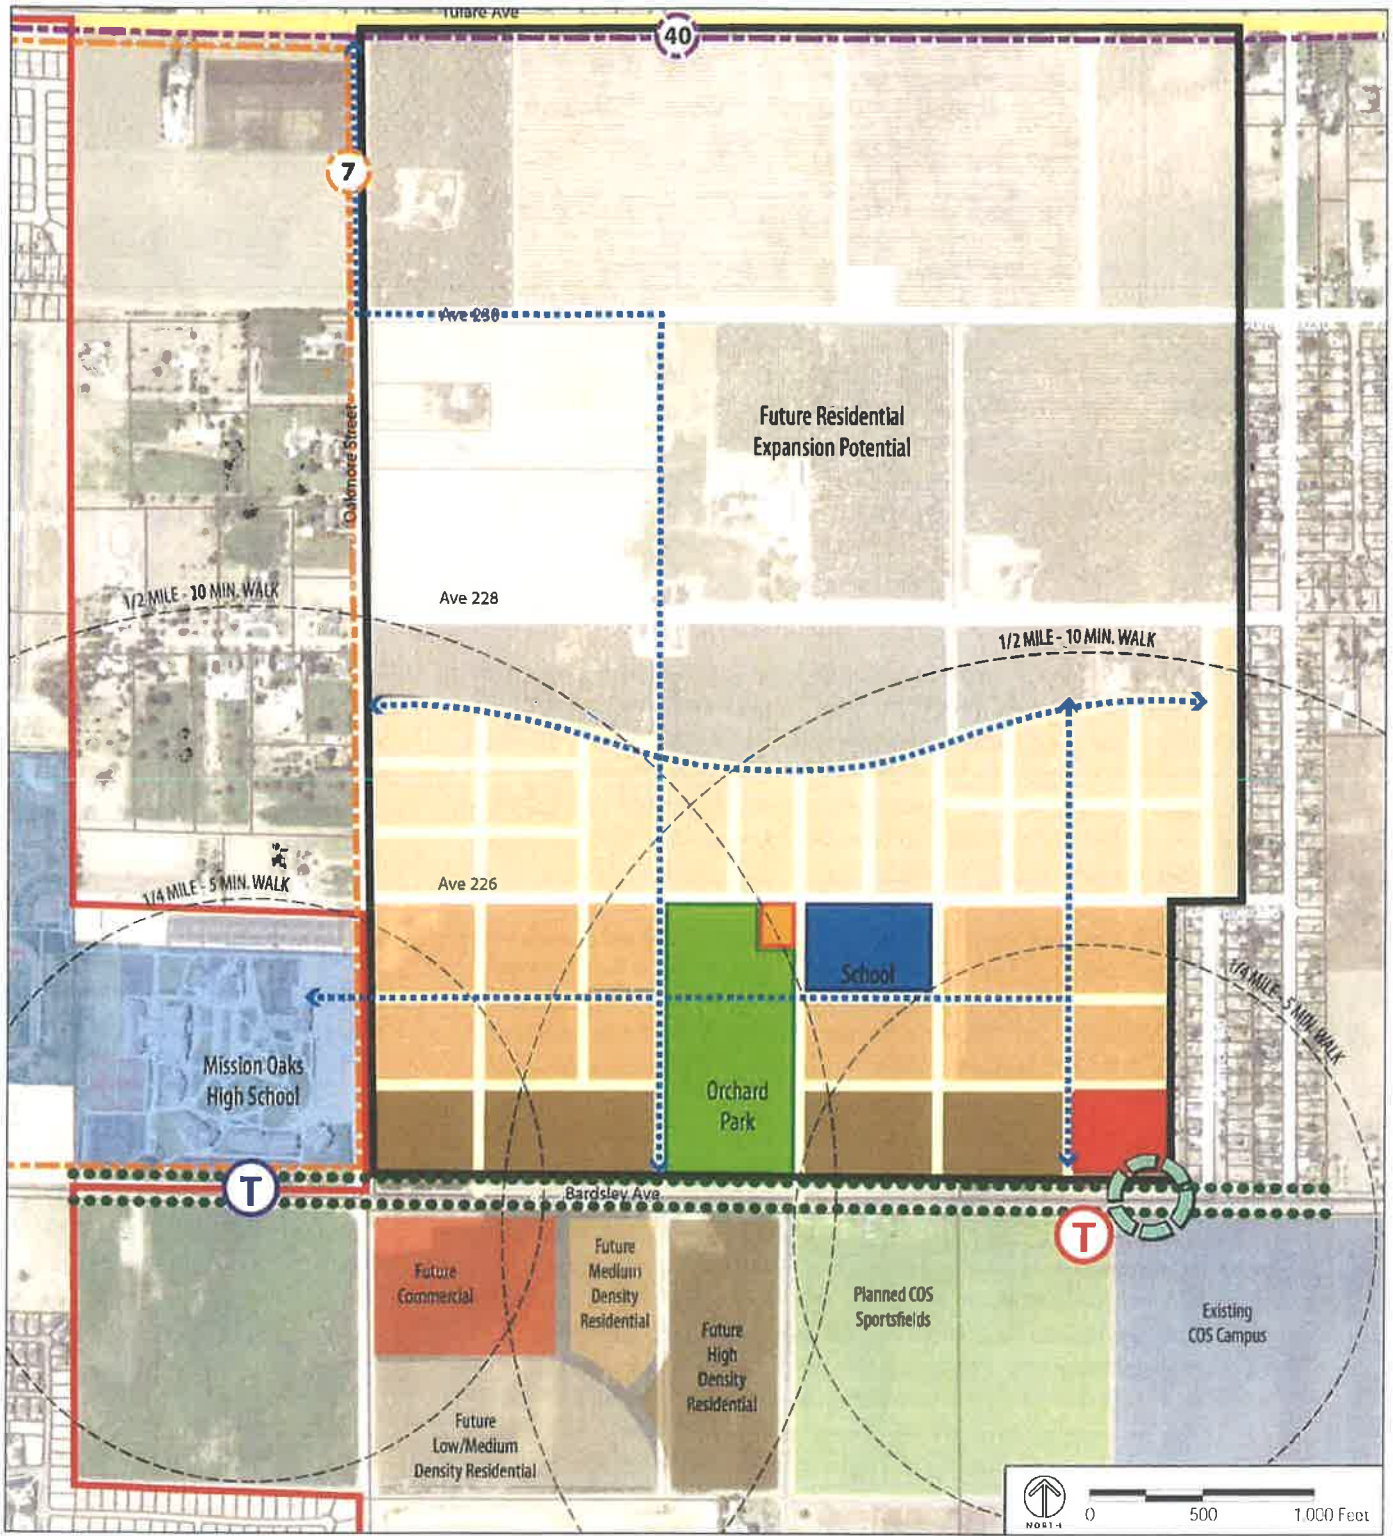 Tulare Ave
40
7
Ave 230
Future Residential
Expansion Potential
Oakmore Street
1/2 MILE - 10 MIN. WALK
Ave 228
1/2 MILE - 10 MIN. WALK
1/4 MILE - 5 MIN. WALK
Ave 226
School
1/4 MILE - 5 MIN. WALK
Mission Oaks
High School
Orchard
Park
T
Bardsley Ave
T
Future
Commercial
Future
Medium
Density
Residential
Future
High
Density
Residential
Planned COS
Sportsfields
Existing
COS Campus
Future
Low/Medium
Density Residential
NORTH
0 500 1,000 Feet